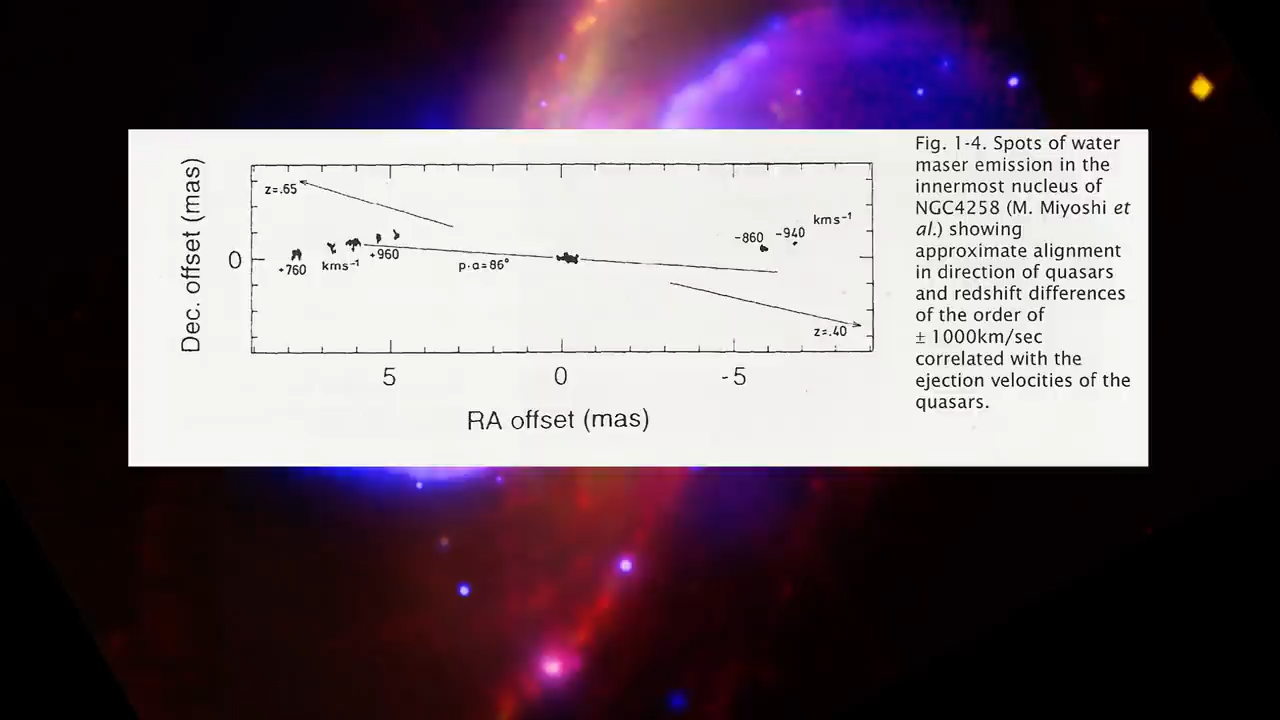 Fig. 1-4. Spots of water
maser emission in the
innermost nucleus of
NGC4258 (M. Miyoshi et
al.) showing
approximate alignment
in direction of quasars
and redshift differences
of the order of
± 1000km/sec
correlated with the
ejection velocities of the
quasars.
Dec. offset (mas)
0
z=.65
+760
kms⁻¹
+960
p.a=86°
-860
-940
kms⁻¹
z=.40
5 0 -5
RA offset (mas)